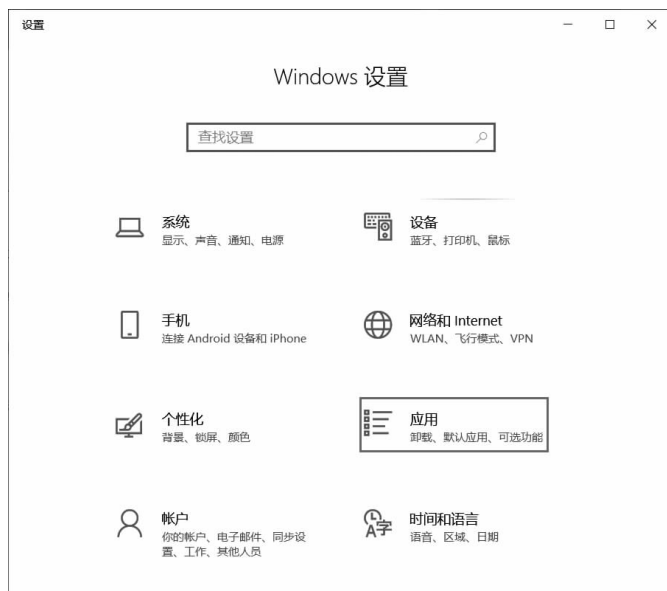 设置
Windows 设置
查找设置
系统
显示、声音、通知、电源
设备
蓝牙、打印机、鼠标
手机
连接 Android 设备和 iPhone
网络和 Internet
WLAN、飞行模式、VPN
个性化
背景、锁屏、颜色
应用
卸载、默认应用、可选功能
帐户
你的帐户、电子邮件、同步设
置、工作、其他人员
时间和语言
语音、区域、日期